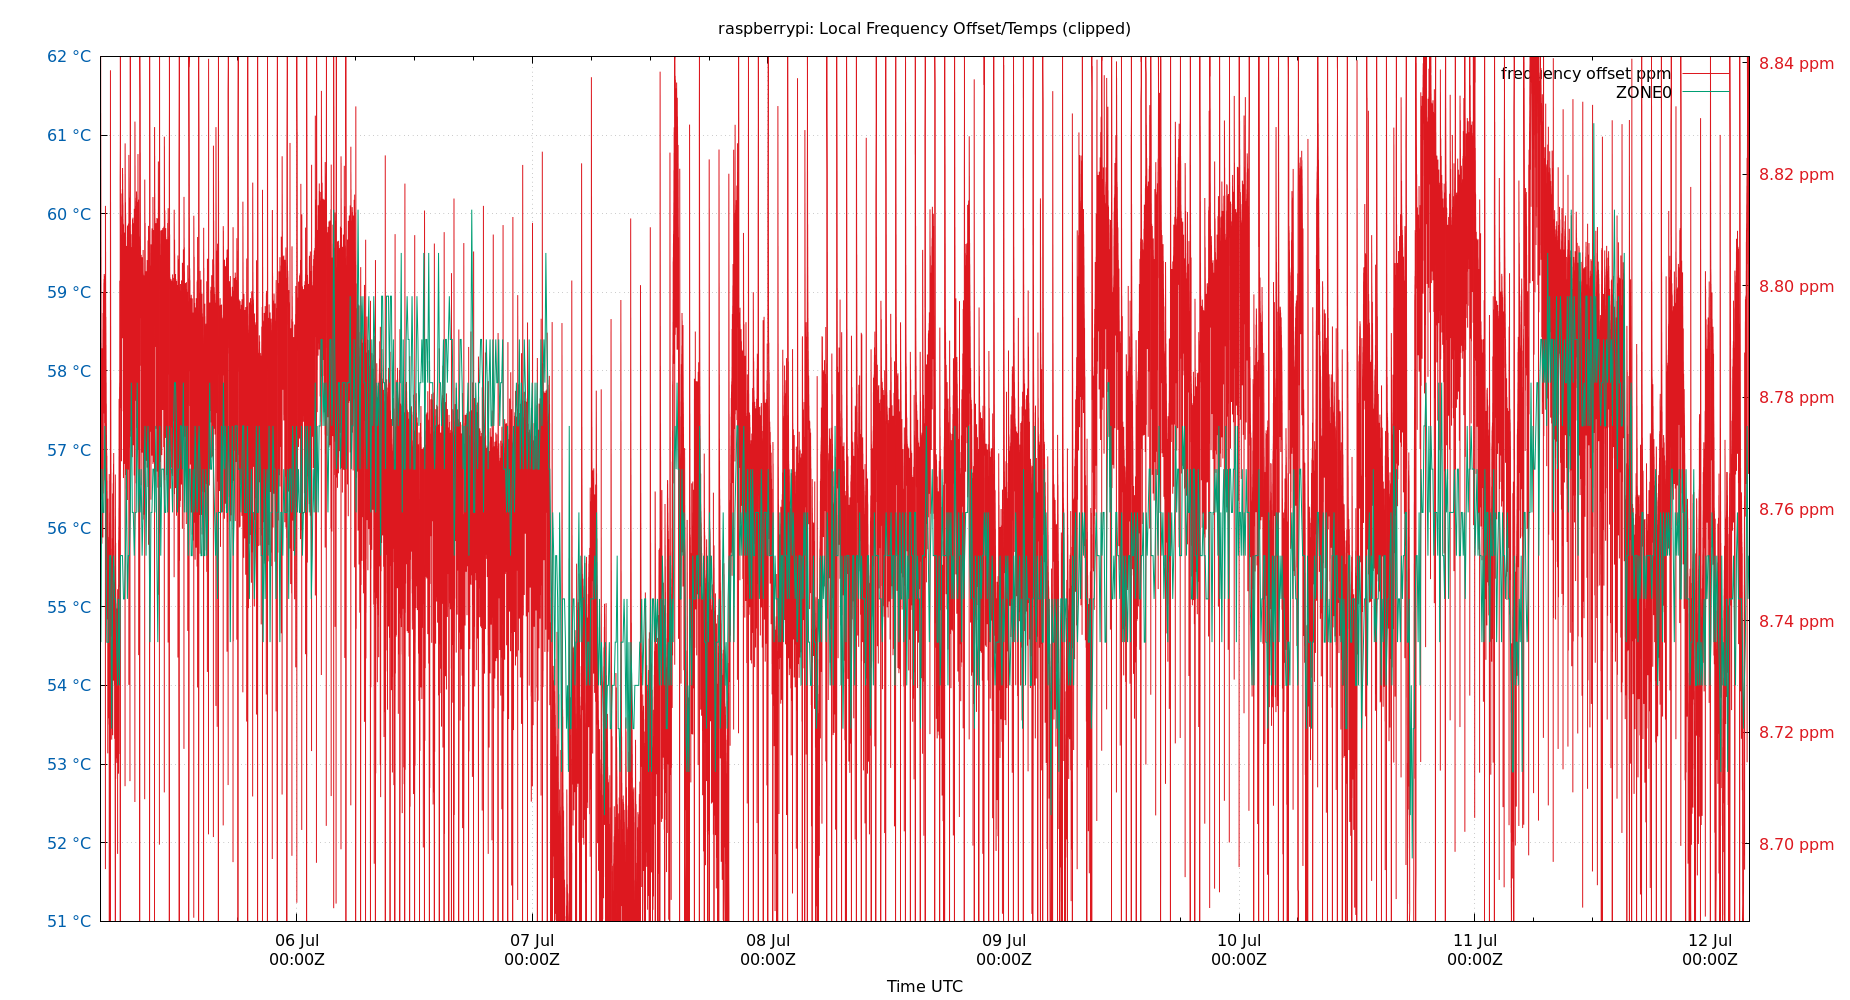 raspberrypi: Local Frequency Offset/Temps (clipped)
62 °C
61 °C
60 °C
59 °C
58 °C
57 °C
56 °C
55 °C
54 °C
53 °C
52 °C
51 °C
frequency offset ppm
ZONE0
8.84 ppm
8.82 ppm
8.80 ppm
8.78 ppm
8.76 ppm
8.74 ppm
8.72 ppm
8.70 ppm
06 Jul 07 Jul 08 Jul 09 Jul 10 Jul 11 Jul 12 Jul
00:00Z 00:00Z 00:00Z 00:00Z 00:00Z 00:00Z 00:00Z
Time UTC